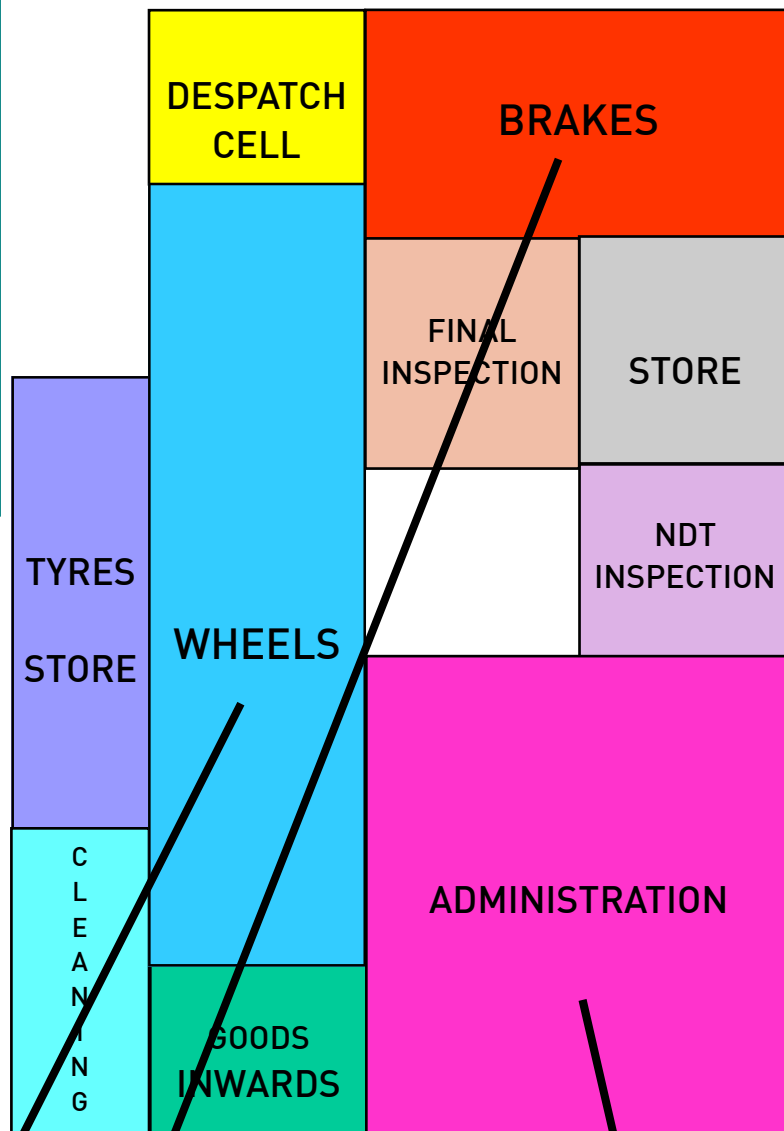 DESPATCH
CELL
BRAKES
FINAL
INSPECTION
STORE
NDT
INSPECTION
TYRES
STORE
WHEELS
ADMINISTRATION
C
L
E
A
N
I
N
G
GOODS
INWARDS